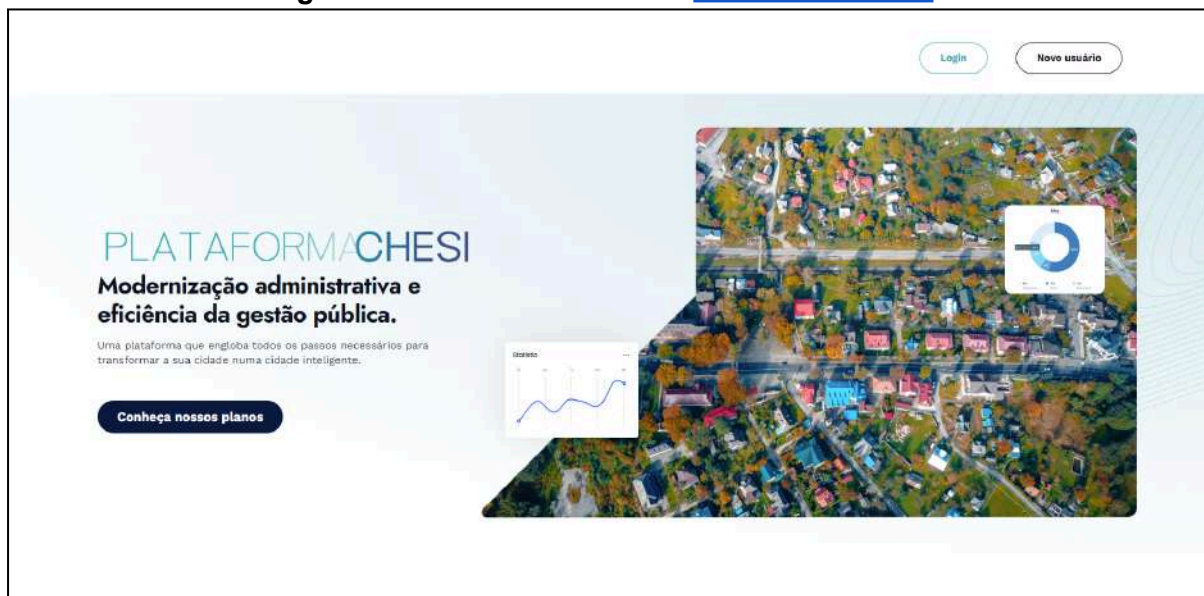 Login
Novo usuário
PLATAFORMACHESI
Modernização administrativa e
eficiência da gestão pública.
Uma plataforma que engloba todos os passos necessários para
transformar a sua cidade numa cidade inteligente.
Conheça nossos planos